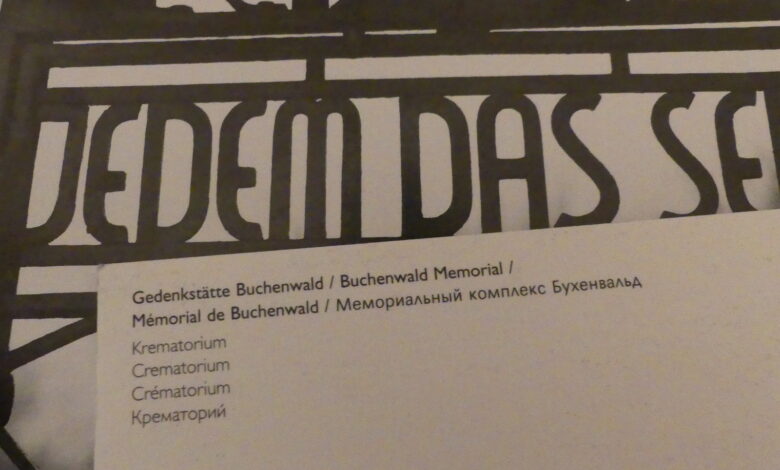 JEDEM DAS SE
Gedenkstätte Buchenwald / Buchenwald Memorial /
Mémorial de Buchenwald / Мемориальный комплекс Бухенвальд
Krematorium
Crematorium
Crématorium
Крематорий